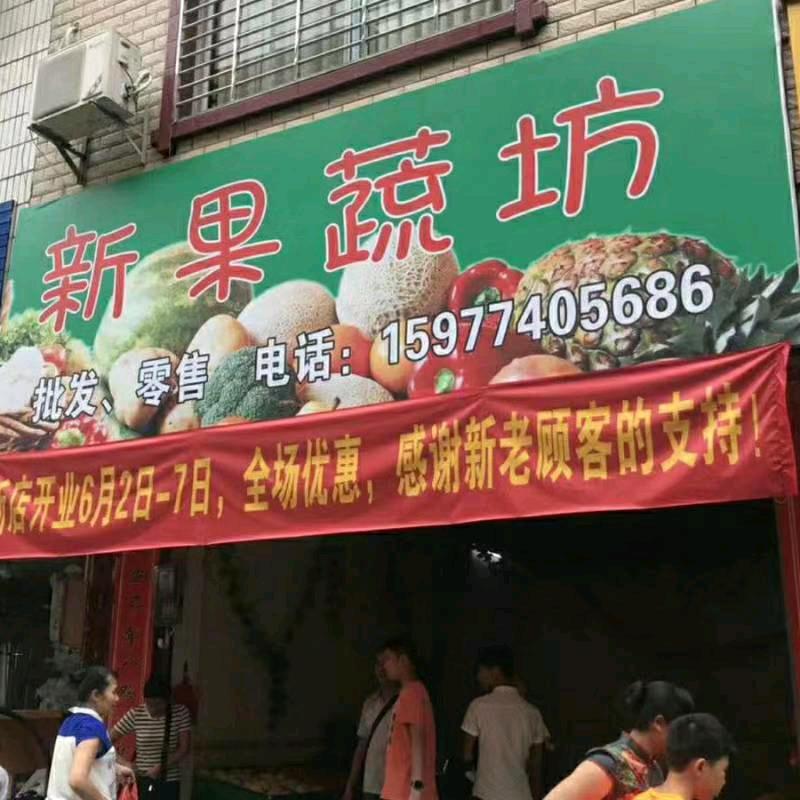 新果蔬坊
批发、零售 电话：15977405686
店开业6月2日-7日，全场优惠，感谢新老顾客的支持！